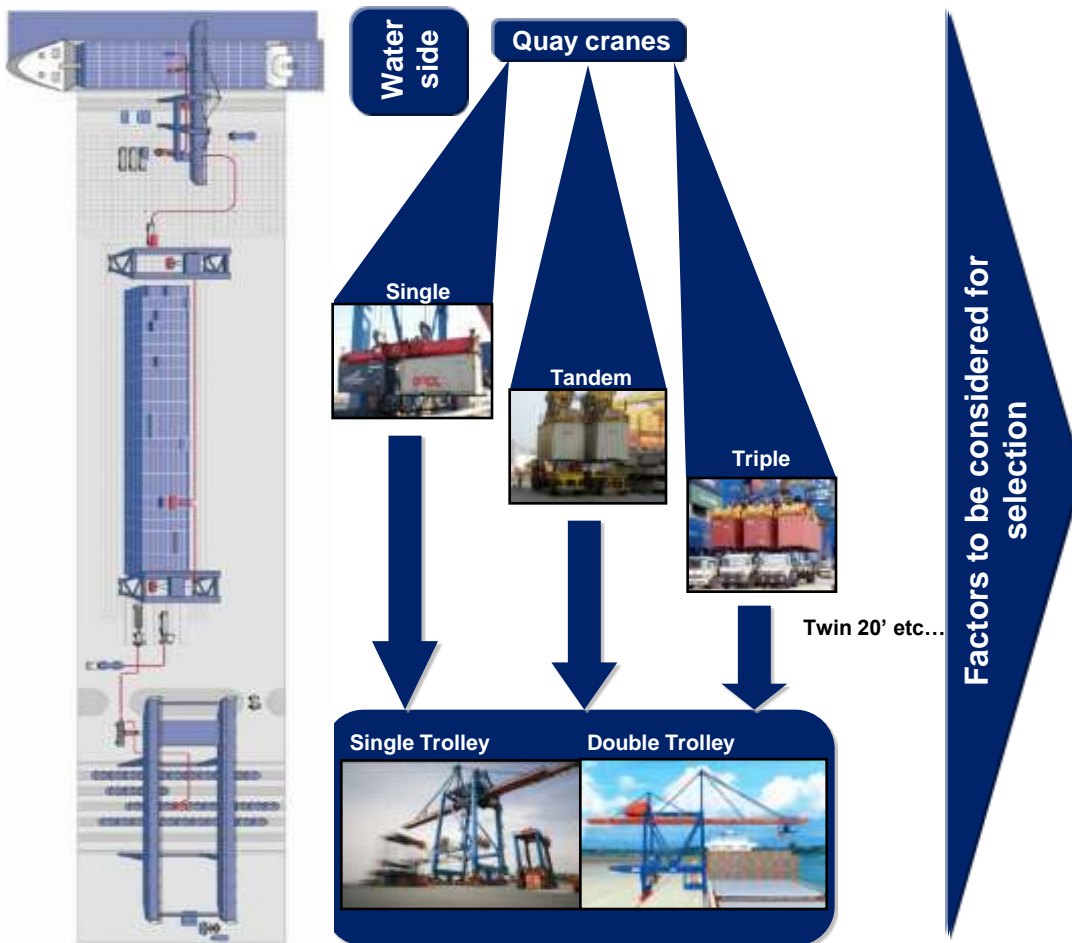 Water
side
Quay cranes
Single
Tandem
Triple
Twin 20’ etc…
Single Trolley
Double Trolley
Factors to be considered for
selection